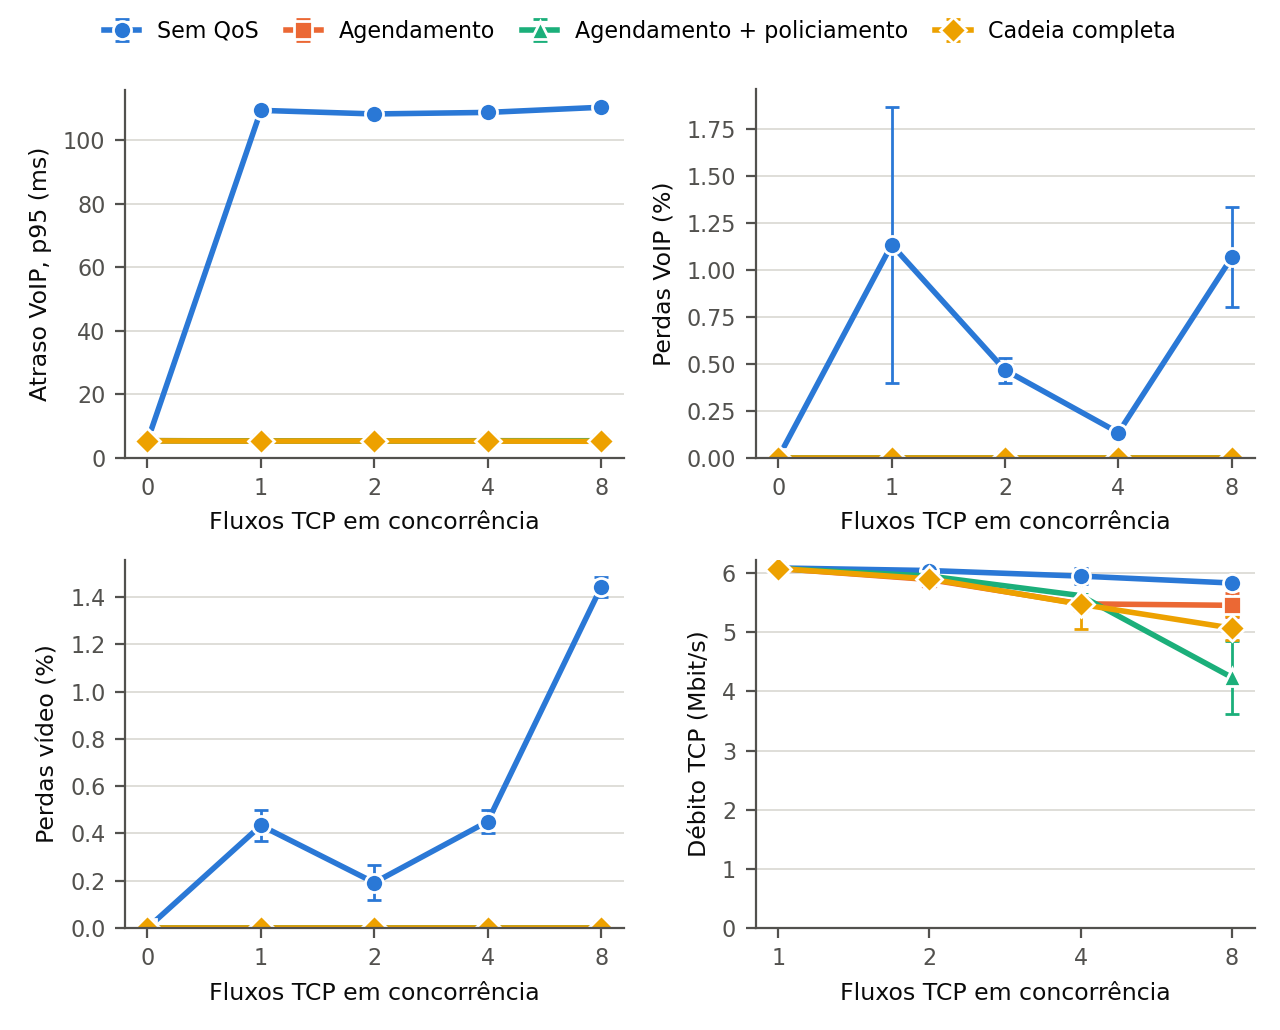 Sem QoS Agendamento Agendamento + policiamento Cadeia completa
Atraso VoIP, p95 (ms)
100
80
60
40
20
0
0 1 2 4 8
Fluxos TCP em concorrência
Perdas VoIP (%)
1.75
1.50
1.25
1.00
0.75
0.50
0.25
0.00
0 1 2 4 8
Fluxos TCP em concorrência
Perdas vídeo (%)
1.4
1.2
1.0
0.8
0.6
0.4
0.2
0.0
0 1 2 4 8
Fluxos TCP em concorrência
Débito TCP (Mbit/s)
6
5
4
3
2
1
0
1 2 4 8
Fluxos TCP em concorrência